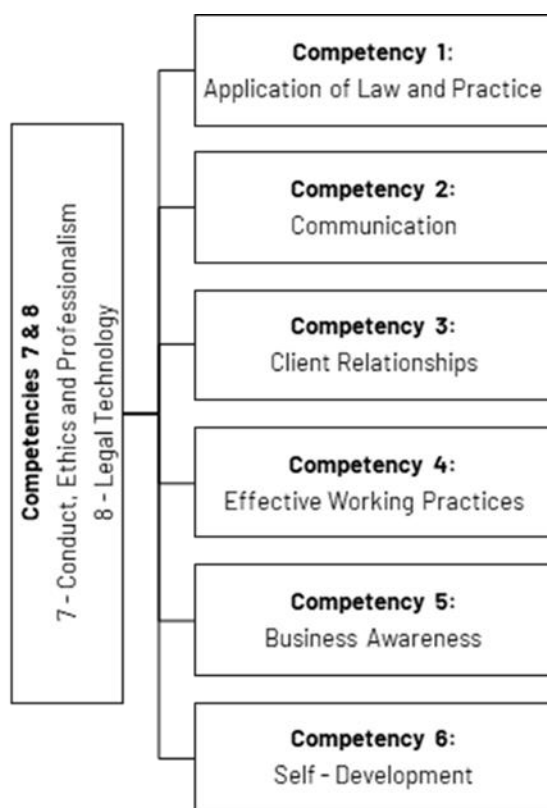 Competencies 7 & 8
7 - Conduct, Ethics and Professionalism
8 - Legal Technology
Competency 1:
Application of Law and Practice
Competency 2:
Communication
Competency 3:
Client Relationships
Competency 4:
Effective Working Practices
Competency 5:
Business Awareness
Competency 6:
Self - Development